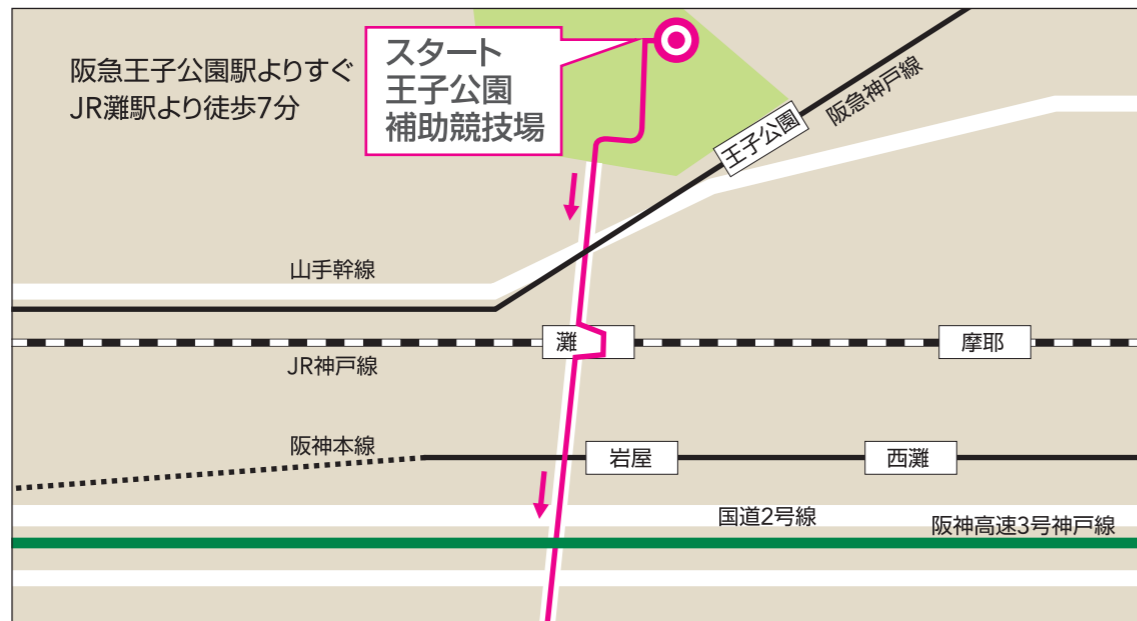 阪急王子公園駅よりすぐ
JR灘駅より徒歩7分
スタート
王子公園
補助競技場
王子公園
阪急神戸線
山手幹線
灘
摩耶
JR神戸線
阪神本線
岩屋
西灘
国道2号線
阪神高速3号神戸線